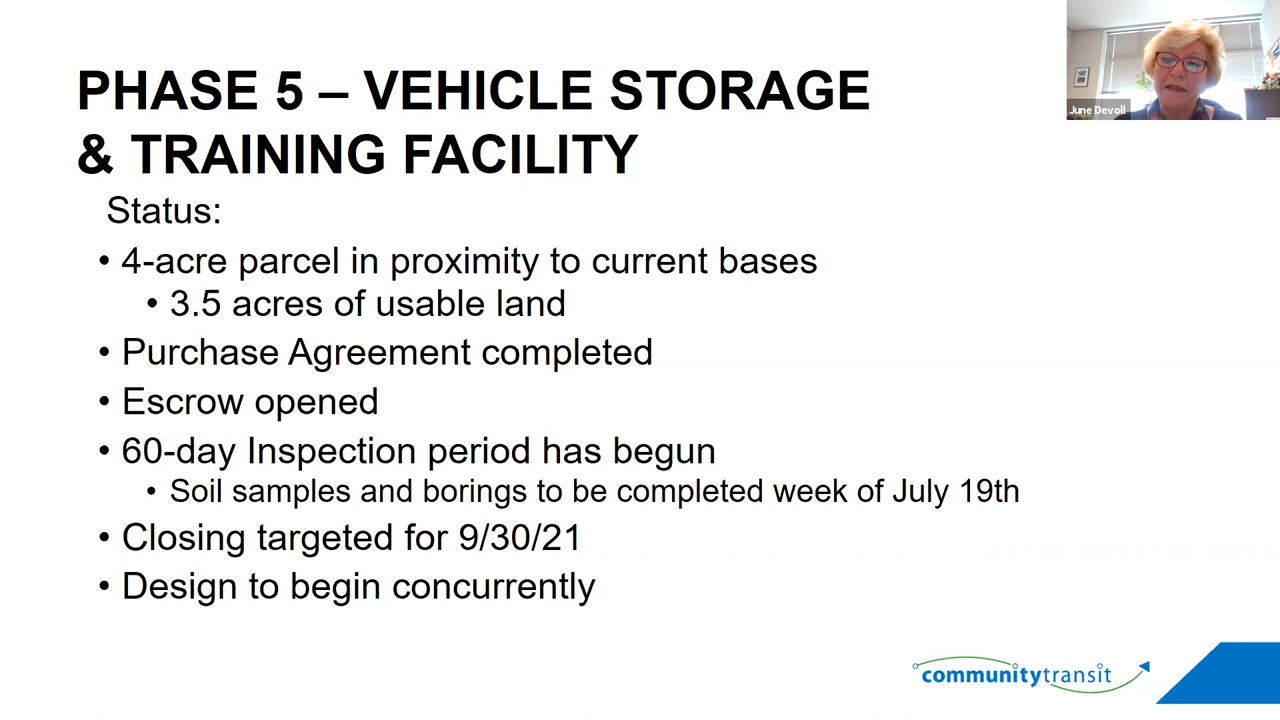 PHASE 5 – VEHICLE STORAGE
& TRAINING FACILITY
Status:
• 4-acre parcel in proximity to current bases
• 3.5 acres of usable land
• Purchase Agreement completed
• Escrow opened
• 60-day Inspection period has begun
• Soil samples and borings to be completed week of July 19th
• Closing targeted for 9/30/21
• Design to begin concurrently
June Devoll
communitytransit